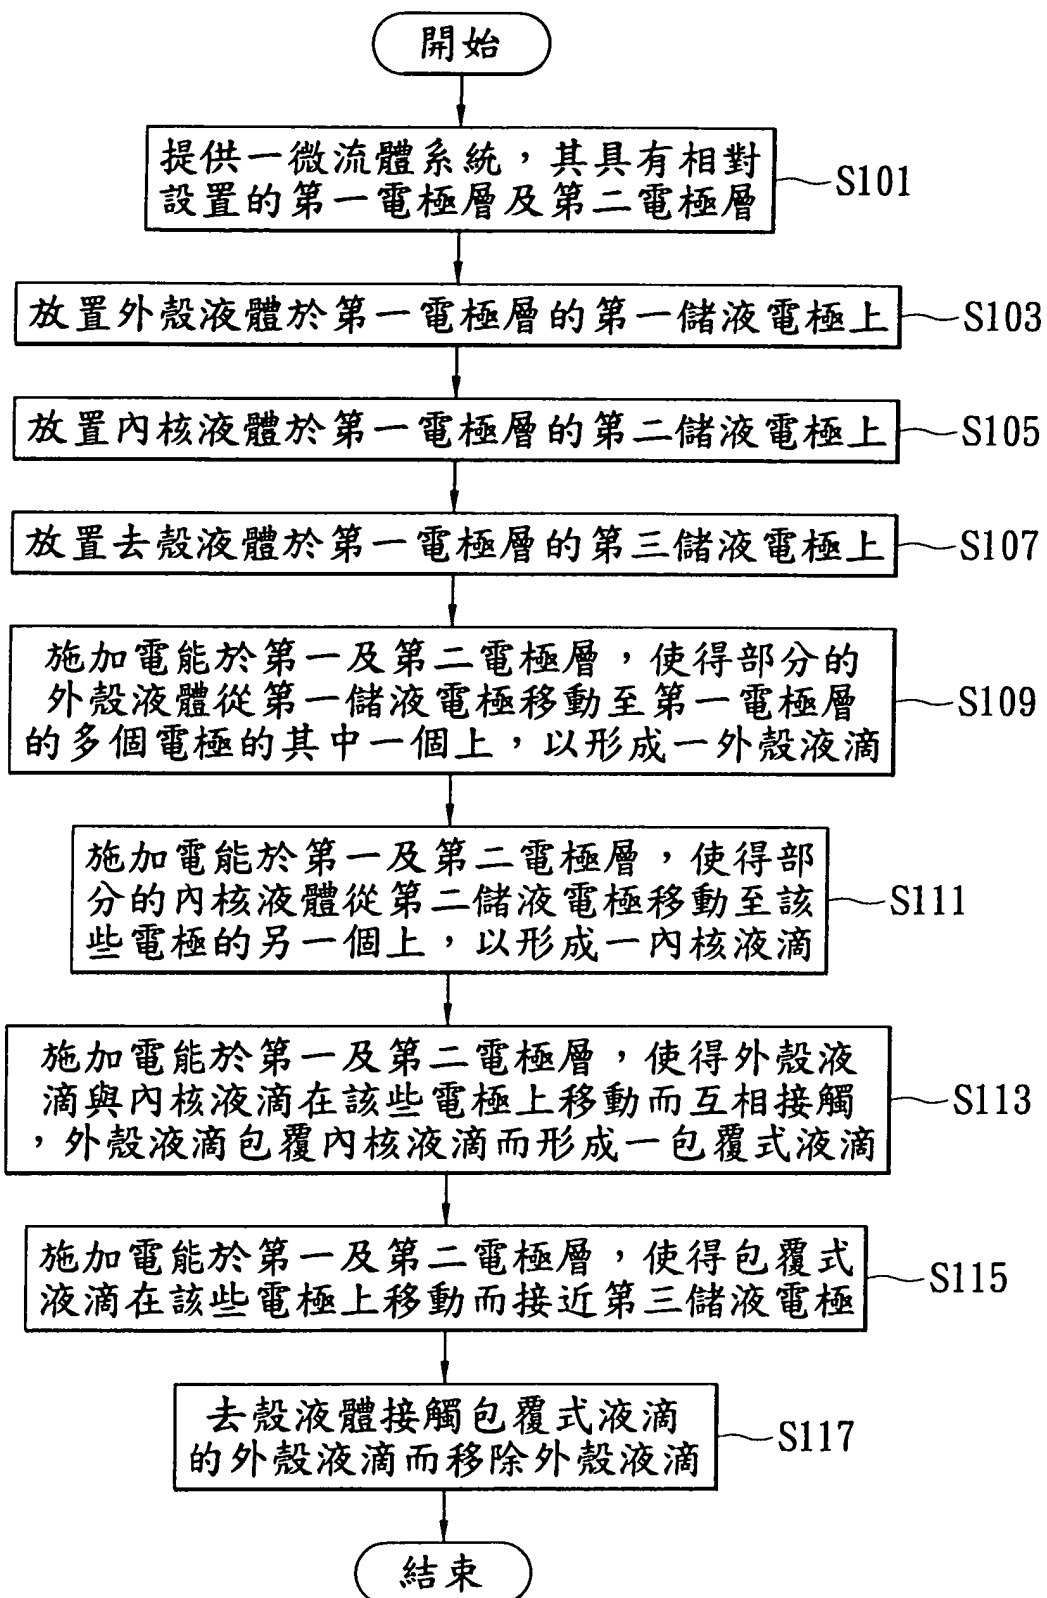 開始
提供一微流體系統，其具有相對
設置的第一電極層及第二電極層
S101
放置外殼液體於第一電極層的第一儲液電極上
S103
放置內核液體於第一電極層的第二儲液電極上
S105
放置去殼液體於第一電極層的第三儲液電極上
S107
施加電能於第一及第二電極層，使得部分的
外殼液體從第一儲液電極移動至第一電極層
的多個電極的其中一個上，以形成一外殼液滴
S109
施加電能於第一及第二電極層，使得部
分的內核液體從第二儲液電極移動至該
些電極的另一個上，以形成一內核液滴
S111
施加電能於第一及第二電極層，使得外殼液
滴與內核液滴在該些電極上移動而互相接觸
，外殼液滴包覆內核液滴而形成一包覆式液滴
S113
施加電能於第一及第二電極層，使得包覆式
液滴在該些電極上移動而接近第三儲液電極
S115
去殼液體接觸包覆式液滴
的外殼液滴而移除外殼液滴
S117
結束